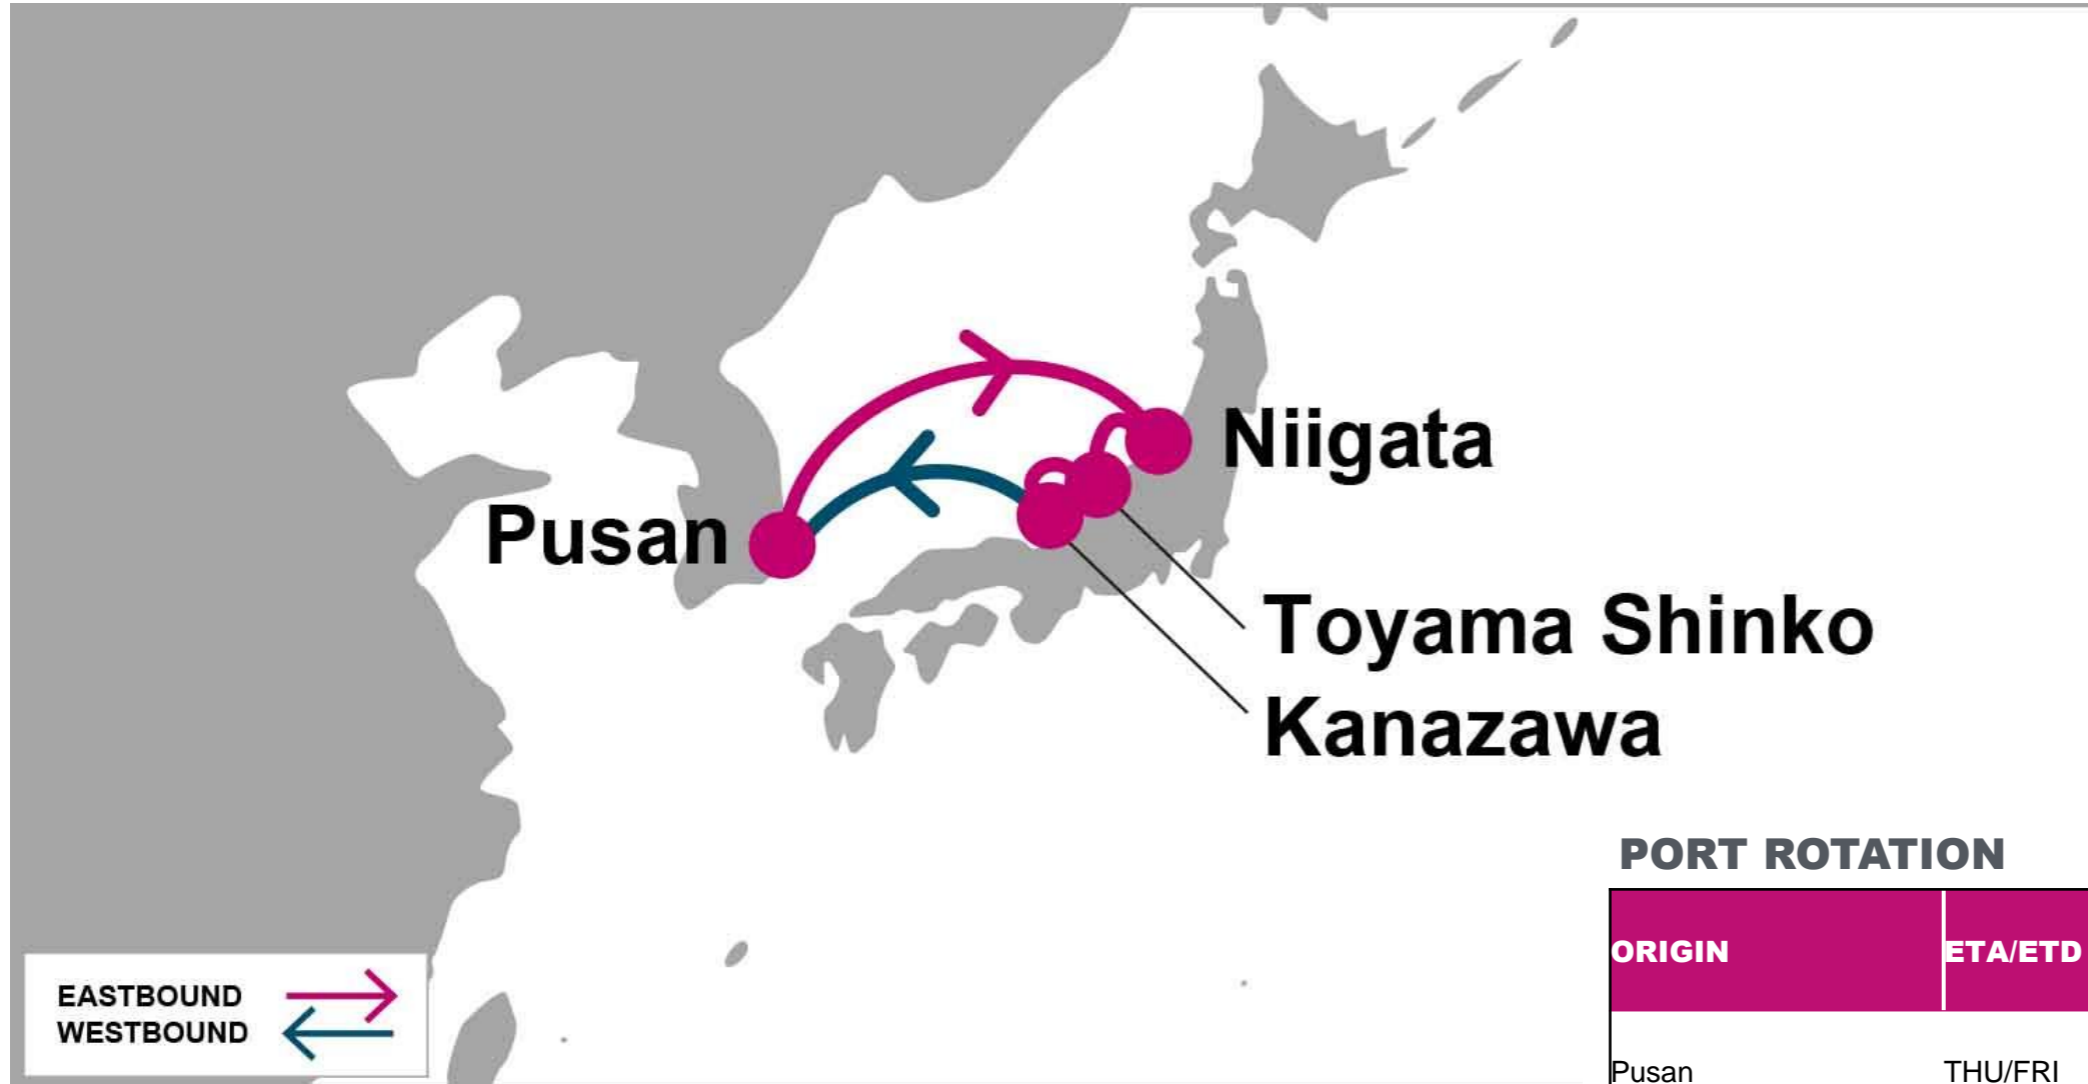 Niigata
Pusan
Toyama Shinko
Kanazawa
PORT ROTATION
ORIGIN ETA/ETD
Pusan THU/FRI
EASTBOUND
WESTBOUND